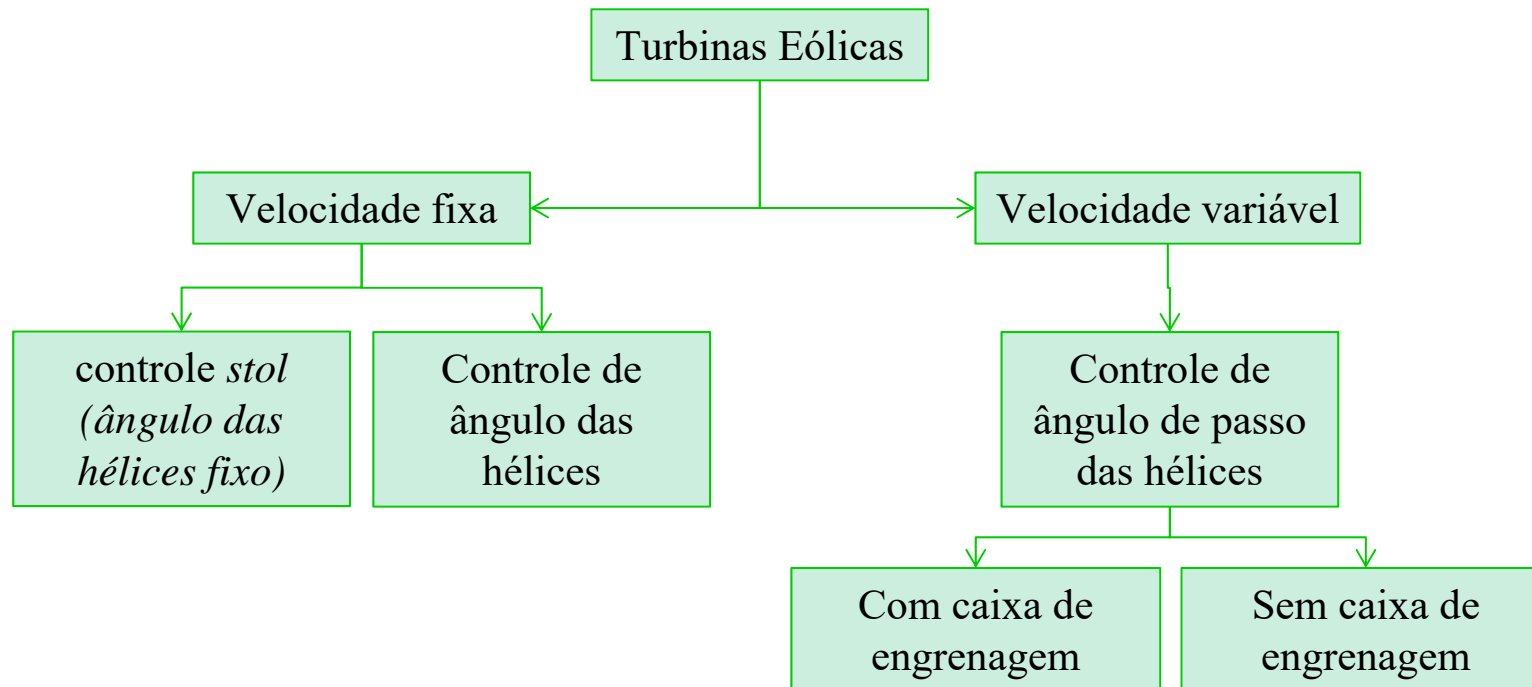 Turbinas Eólicas
Velocidade fixa
Velocidade variável
controle stol
(ângulo das
hélices fixo)
Controle de
ângulo das
hélices
Controle de
ângulo de passo
das hélices
Com caixa de
engrenagem
Sem caixa de
engrenagem